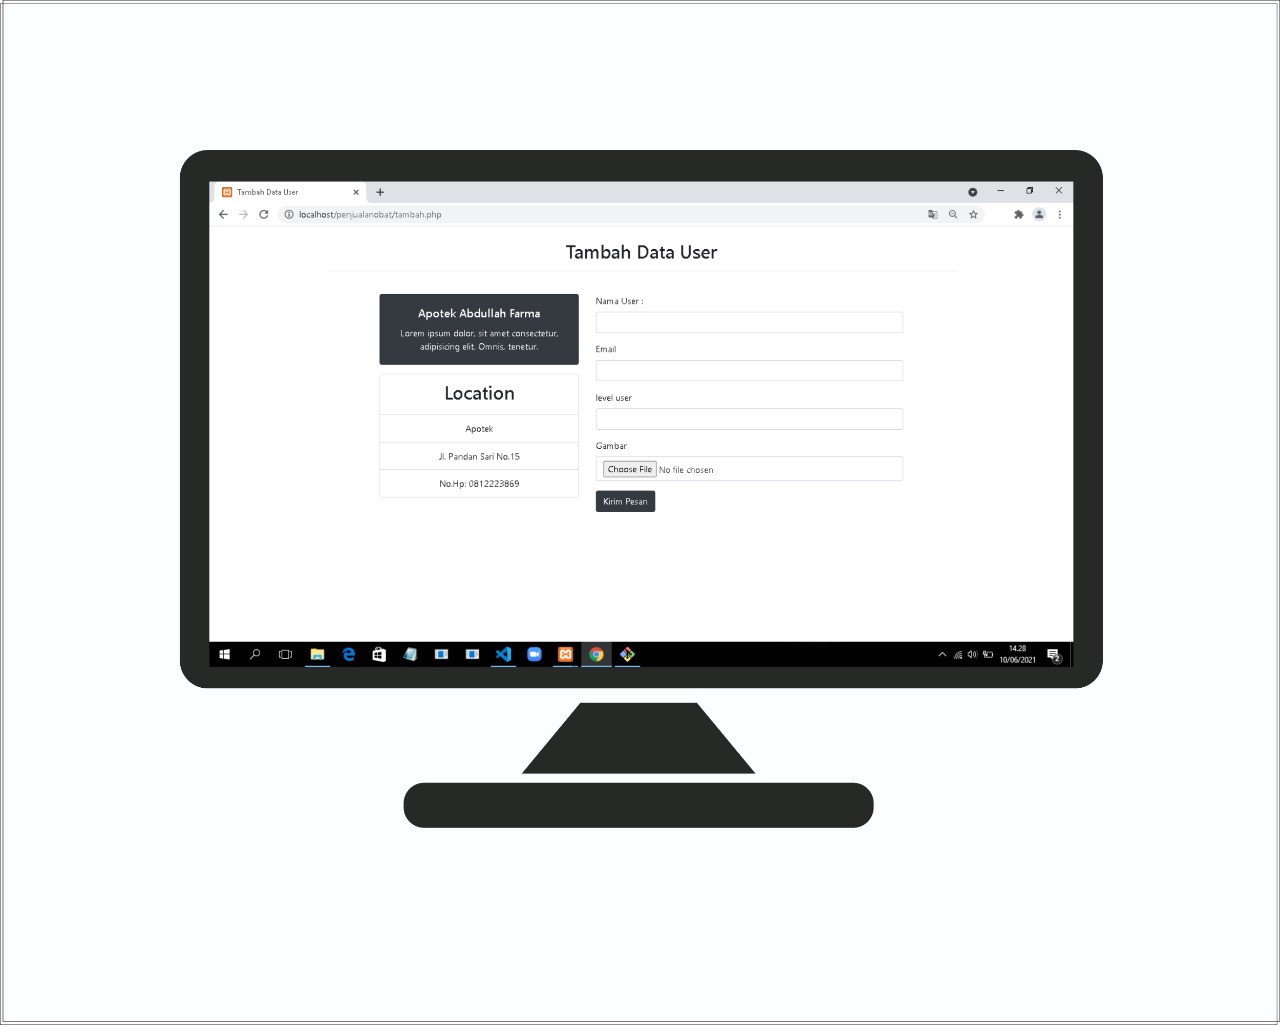 Tambah Data User
localhost/penjualanobat/tambah.php
Tambah Data User
Apotek Abdullah Farma
Lorem ipsum dolor, sit amet consectetur,
adipisicing elit. Omnis, tenetur.
Location
Apotek
Jl. Pandan Sari No.15
No.Hp: 0812223869
Nama User :
Email
level user
Gambar
Choose File No file chosen
Kirim Pesan
14.28
10/06/2021
2